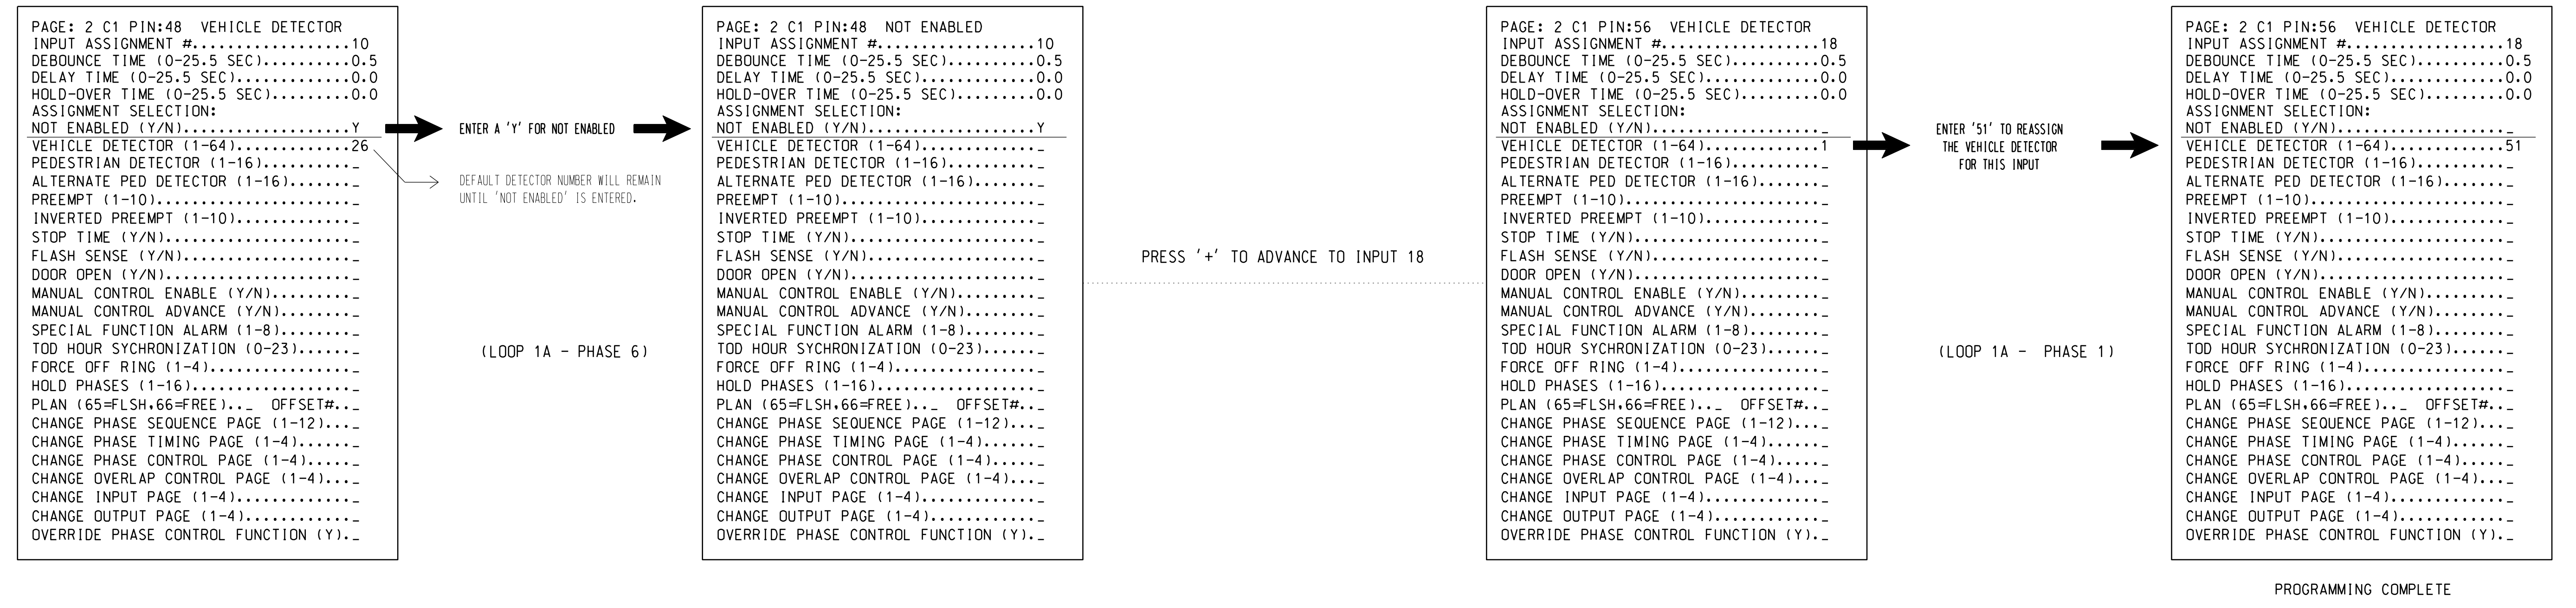 PAGE: 2 C1 PIN:48  VEHICLE DETECTOR
INPUT ASSIGNMENT #..................10
DEBOUNCE TIME (0-25.5 SEC).........0.5
DELAY TIME (0-25.5 SEC)............0.0
HOLD-OVER TIME (0-25.5 SEC).........0.0
ASSIGNMENT SELECTION:
NOT ENABLED (Y/N)...................Y
VEHICLE DETECTOR (1-64).............26
PEDESTRIAN DETECTOR (1-16).........._
ALTERNATE PED DETECTOR (1-16)......._
PREEMPT (1-10)......................_
INVERTED PREEMPT (1-10)............._
STOP TIME (Y/N)....................._
FLASH SENSE (Y/N)..................._
DOOR OPEN (Y/N)....................._
MANUAL CONTROL ENABLE (Y/N)........._
MANUAL CONTROL ADVANCE (Y/N)........_
SPECIAL FUNCTION ALARM (1-8)........_
TOD HOUR SYCHRONIZATION (0-23)......_
FORCE OFF RING (1-4)................_
HOLD PHASES (1-16).................._
PLAN (65=FLSH,66=FREE).._  OFFSET#.._
CHANGE PHASE SEQUENCE PAGE (1-12)..._
CHANGE PHASE TIMING PAGE (1-4)......_
CHANGE PHASE CONTROL PAGE (1-4)....._
CHANGE OVERLAP CONTROL PAGE (1-4)..._
CHANGE INPUT PAGE (1-4)............._
CHANGE OUTPUT PAGE (1-4)............_
OVERRIDE PHASE CONTROL FUNCTION (Y)._
ENTER A 'Y' FOR NOT ENABLED
DEFAULT DETECTOR NUMBER WILL REMAIN
UNTIL 'NOT ENABLED' IS ENTERED.
(LOOP 1A - PHASE 6)
PAGE: 2 C1 PIN:48  NOT ENABLED
INPUT ASSIGNMENT #..................10
DEBOUNCE TIME (0-25.5 SEC).........0.5
DELAY TIME (0-25.5 SEC)............0.0
HOLD-OVER TIME (0-25.5 SEC).........0.0
ASSIGNMENT SELECTION:
NOT ENABLED (Y/N)...................Y
VEHICLE DETECTOR (1-64)............._
PEDESTRIAN DETECTOR (1-16).........._
ALTERNATE PED DETECTOR (1-16)......._
PREEMPT (1-10)......................_
INVERTED PREEMPT (1-10)............._
STOP TIME (Y/N)....................._
FLASH SENSE (Y/N)..................._
DOOR OPEN (Y/N)....................._
MANUAL CONTROL ENABLE (Y/N)........._
MANUAL CONTROL ADVANCE (Y/N)........_
SPECIAL FUNCTION ALARM (1-8)........_
TOD HOUR SYCHRONIZATION (0-23)......_
FORCE OFF RING (1-4)................_
HOLD PHASES (1-16).................._
PLAN (65=FLSH,66=FREE).._  OFFSET#.._
CHANGE PHASE SEQUENCE PAGE (1-12)..._
CHANGE PHASE TIMING PAGE (1-4)......_
CHANGE PHASE CONTROL PAGE (1-4)....._
CHANGE OVERLAP CONTROL PAGE (1-4)..._
CHANGE INPUT PAGE (1-4)............._
CHANGE OUTPUT PAGE (1-4)............_
OVERRIDE PHASE CONTROL FUNCTION (Y)._
PRESS '+' TO ADVANCE TO INPUT 18
PAGE: 2 C1 PIN:56  VEHICLE DETECTOR
INPUT ASSIGNMENT #..................18
DEBOUNCE TIME (0-25.5 SEC).........0.5
DELAY TIME (0-25.5 SEC)............0.0
HOLD-OVER TIME (0-25.5 SEC).........0.0
ASSIGNMENT SELECTION:
NOT ENABLED (Y/N)..................._
VEHICLE DETECTOR (1-64).............1
PEDESTRIAN DETECTOR (1-16).........._
ALTERNATE PED DETECTOR (1-16)......._
PREEMPT (1-10)......................_
INVERTED PREEMPT (1-10)............._
STOP TIME (Y/N)....................._
FLASH SENSE (Y/N)..................._
DOOR OPEN (Y/N)....................._
MANUAL CONTROL ENABLE (Y/N)........._
MANUAL CONTROL ADVANCE (Y/N)........_
SPECIAL FUNCTION ALARM (1-8)........_
TOD HOUR SYCHRONIZATION (0-23)......_
FORCE OFF RING (1-4)................_
HOLD PHASES (1-16).................._
PLAN (65=FLSH,66=FREE).._  OFFSET#.._
CHANGE PHASE SEQUENCE PAGE (1-12)..._
CHANGE PHASE TIMING PAGE (1-4)......_
CHANGE PHASE CONTROL PAGE (1-4)....._
CHANGE OVERLAP CONTROL PAGE (1-4)..._
CHANGE INPUT PAGE (1-4)............._
CHANGE OUTPUT PAGE (1-4)............_
OVERRIDE PHASE CONTROL FUNCTION (Y)._
ENTER '51' TO REASSIGN
THE VEHICLE DETECTOR
FOR THIS INPUT
(LOOP 1A -  PHASE 1)
PAGE: 2 C1 PIN:56  VEHICLE DETECTOR
INPUT ASSIGNMENT #..................18
DEBOUNCE TIME (0-25.5 SEC).........0.5
DELAY TIME (0-25.5 SEC)............0.0
HOLD-OVER TIME (0-25.5 SEC).........0.0
ASSIGNMENT SELECTION:
NOT ENABLED (Y/N)..................._
VEHICLE DETECTOR (1-64).............51
PEDESTRIAN DETECTOR (1-16).........._
ALTERNATE PED DETECTOR (1-16)......._
PREEMPT (1-10)......................_
INVERTED PREEMPT (1-10)............._
STOP TIME (Y/N)....................._
FLASH SENSE (Y/N)..................._
DOOR OPEN (Y/N)....................._
MANUAL CONTROL ENABLE (Y/N)........._
MANUAL CONTROL ADVANCE (Y/N)........_
SPECIAL FUNCTION ALARM (1-8)........_
TOD HOUR SYCHRONIZATION (0-23)......_
FORCE OFF RING (1-4)................_
HOLD PHASES (1-16).................._
PLAN (65=FLSH,66=FREE).._  OFFSET#.._
CHANGE PHASE SEQUENCE PAGE (1-12)..._
CHANGE PHASE TIMING PAGE (1-4)......_
CHANGE PHASE CONTROL PAGE (1-4)....._
CHANGE OVERLAP CONTROL PAGE (1-4)..._
CHANGE INPUT PAGE (1-4)............._
CHANGE OUTPUT PAGE (1-4)............_
OVERRIDE PHASE CONTROL FUNCTION (Y)._
PROGRAMMING COMPLETE